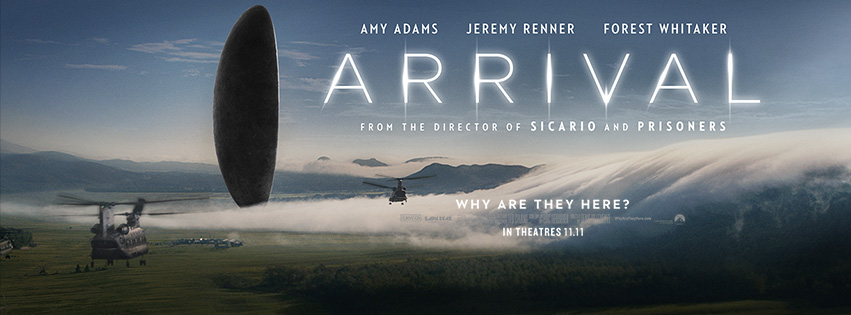 AMY ADAMS JEREMY RENNER FOREST WHITAKER
ARRIVAL
FROM THE DIRECTOR OF SICARIO AND PRISONERS
WHY ARE THEY HERE?
IN THEATRES 11.11